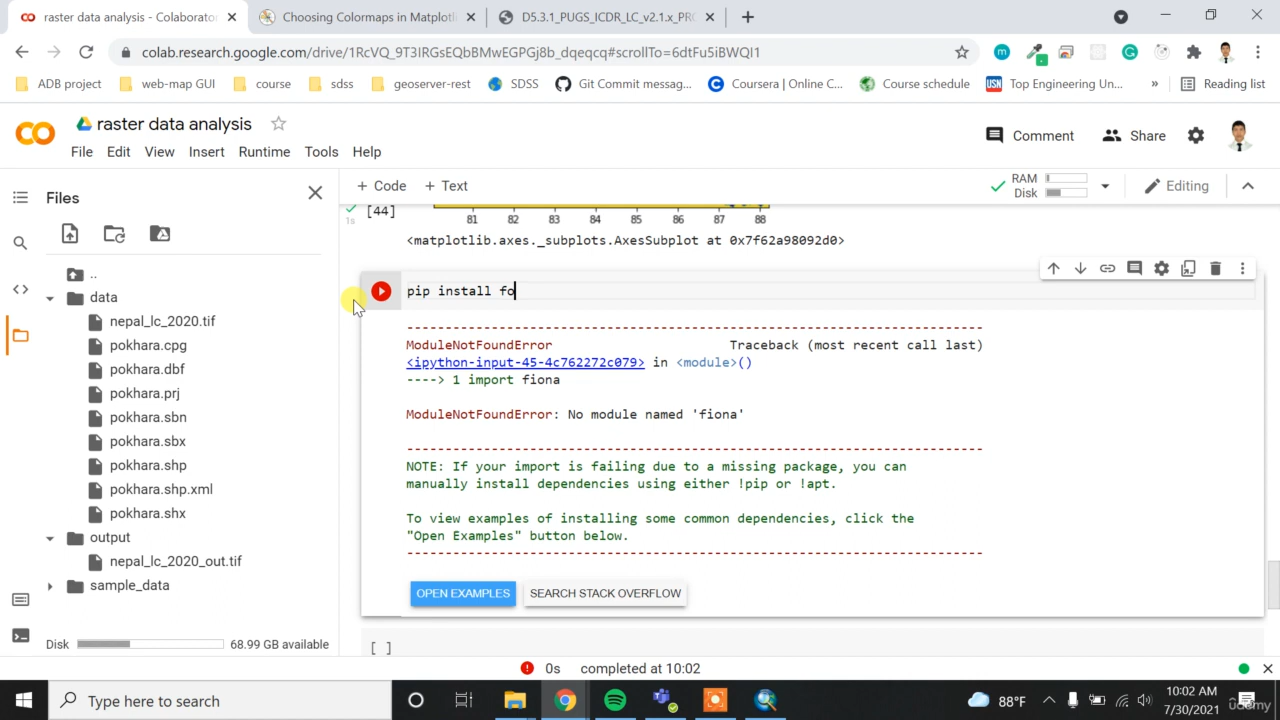 raster data analysis - Colaborato
Choosing Colormaps in Matplotl
D5.3.1_PUGS_ICDR_LC_v2.1.x_PRO
colab.research.google.com/drive/1RcVQ_9T3IRGsEQbBMwEGPGj8b_dqeqcq#scrollTo=6dtFu5iBWQI1
ADB project
web-map GUI
course
sdss
geoserver-rest
SDSS
Git Commit messag...
Coursera | Online C...
Course schedule
Top Engineering Un...
»
Reading list
raster data analysis
Comment
Share
File Edit View Insert Runtime Tools Help
Files
+ Code + Text
RAM
Disk
Editing
[44]
1s
81 82 83 84 85 86 87 88
<matplotlib.axes._subplots.AxesSubplot at 0x7f62a98092d0>
..
data
nepal_lc_2020.tif
pokhara.cpg
pokhara.dbf
pokhara.prj
pokhara.sbn
pokhara.sbx
pokhara.shp
pokhara.shp.xml
pokhara.shx
output
nepal_lc_2020_out.tif
sample_data
Disk
68.99 GB available
pip install fo
---------------------------------------------------------------------------
ModuleNotFoundError Traceback (most recent call last)
<ipython-input-45-4c762272c079> in <module>()
----> 1 import fiona
ModuleNotFoundError: No module named 'fiona'
---------------------------------------------------------------------------
NOTE: If your import is failing due to a missing package, you can
manually install dependencies using either !pip or !apt.
To view examples of installing some common dependencies, click the
"Open Examples" button below.
---------------------------------------------------------------------------
OPEN EXAMPLES
SEARCH STACK OVERFLOW
[ ]
0s completed at 10:02
Type here to search
88°F
10:02 AM
7/30/2021
udemy